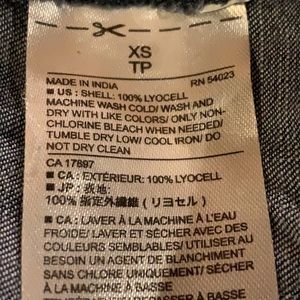 XS
TP
MADE IN INDIA RN 54023
■ US : SHELL: 100% LYOCELL
MACHINE WASH COLD/ WASH AND
DRY WITH LIKE COLORS/ ONLY NON-
CHLORINE BLEACH WHEN NEEDED/
TUMBLE DRY LOW/ COOL IRON/ DO
NOT DRY CLEAN
CA 17897
■ CA : EXTÉRIEUR: 100% LYOCELL
■ JP : 表地:
100% 指定外繊維 (リヨセル)
■ CA : LAVER À LA MACHINE À L'EAU
FROIDE/ LAVER ET SÉCHER AVEC DES
COULEURS SEMBLABLES/ UTILISER AU
BESOIN UN AGENT DE BLANCHIMENT
SANS CHLORE UNIQUEMENT/ SÉCHER
À LA MACHINE